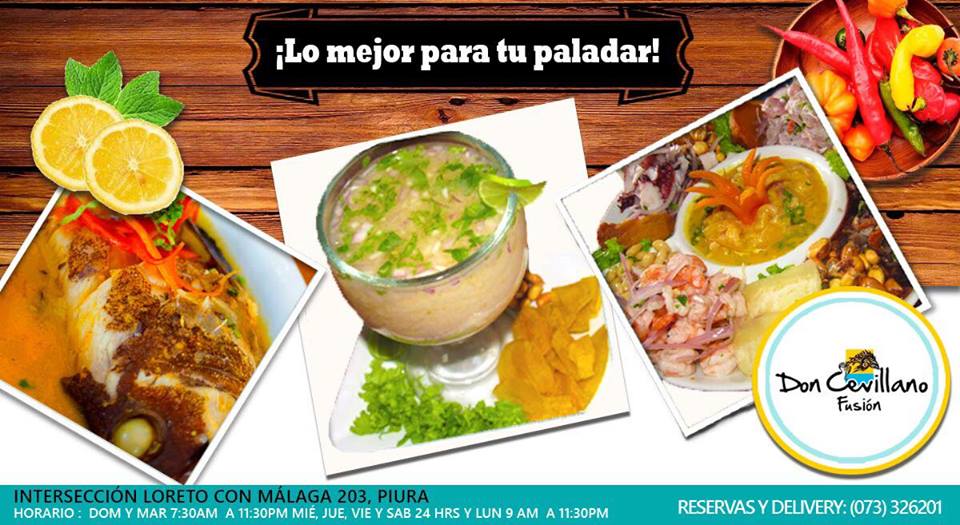 ¡Lo mejor para tu paladar!
Don Cevillano
Fusión
INTERSECCIÓN LORETO CON MÁLAGA 203, PIURA
HORARIO : DOM Y MAR 7:30AM A 11:30PM MIÉ, JUE, VIE Y SAB 24 HRS Y LUN 9 AM A 11:30PM
RESERVAS Y DELIVERY: (073) 326201